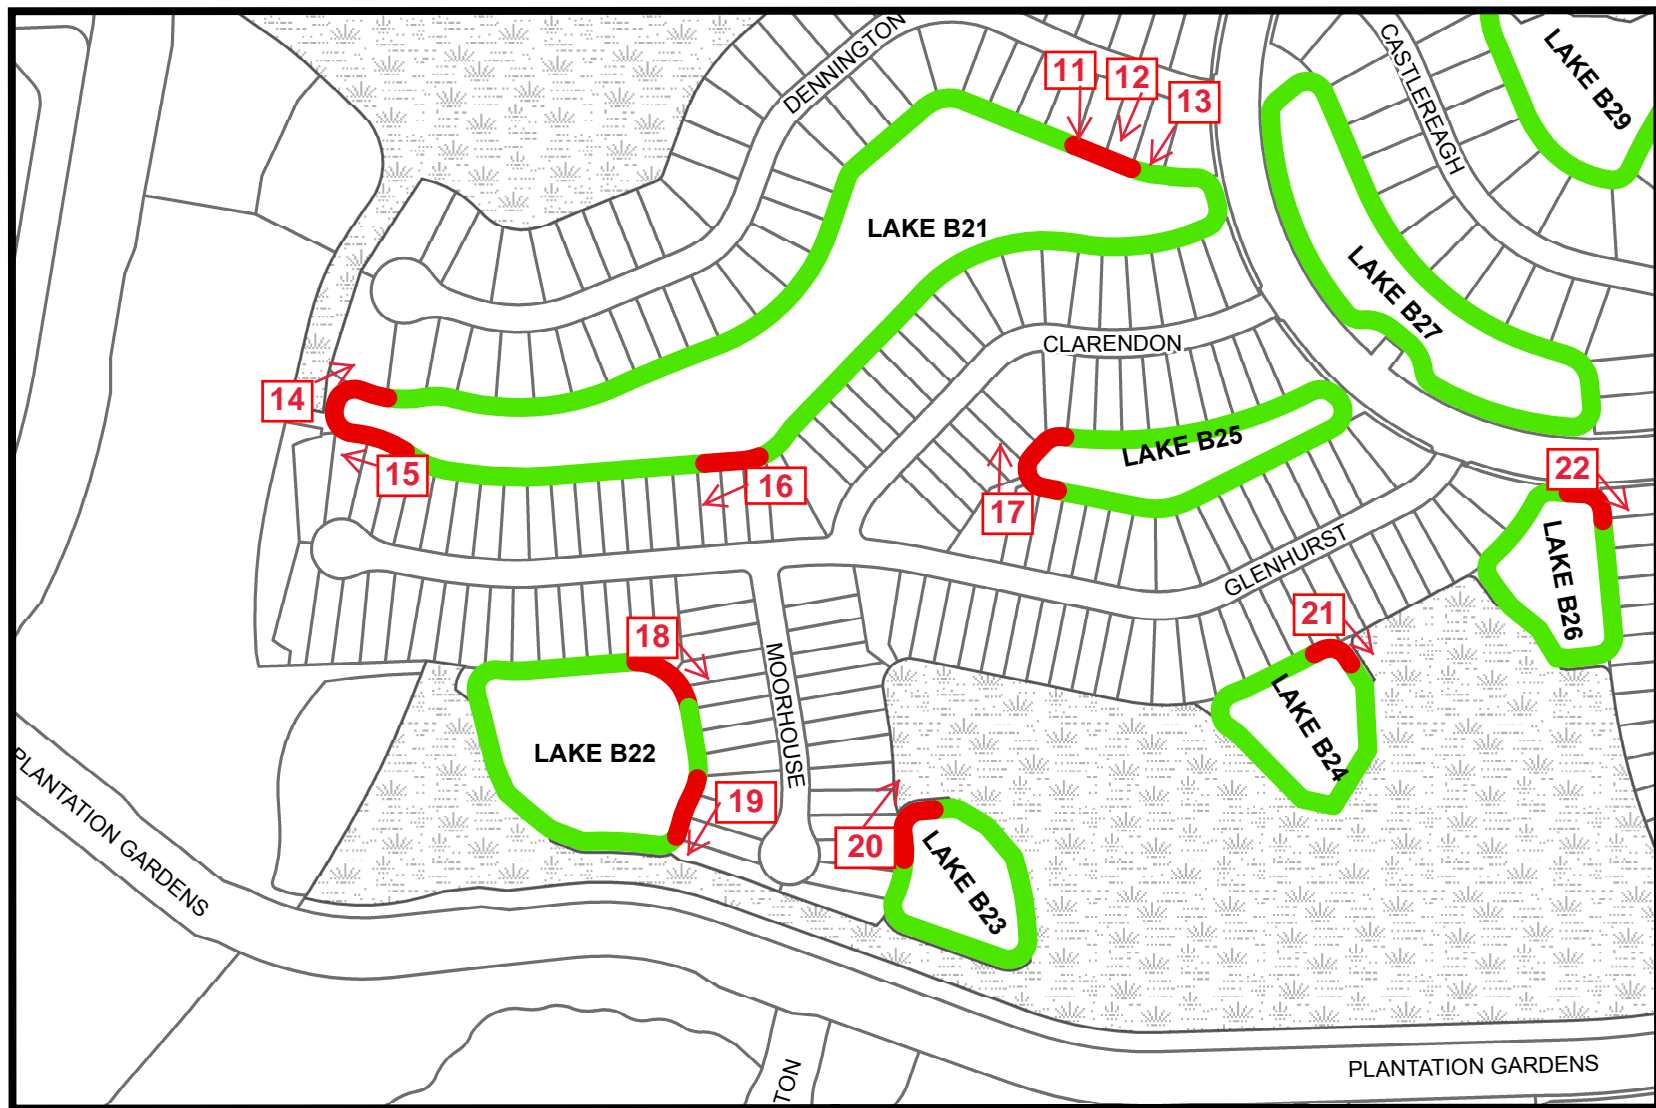 DENNINGTON
CASTLEREAGH
LAKE B29
11
12
13
LAKE B21
LAKE B27
CLARENDON
14
LAKE B25
15
16
17
22
GLENHURST
LAKE B26
21
18
MOORHOUSE
LAKE B24
LAKE B22
19
20
LAKE B23
PLANTATION GARDENS
PLANTATION GARDENS
TON